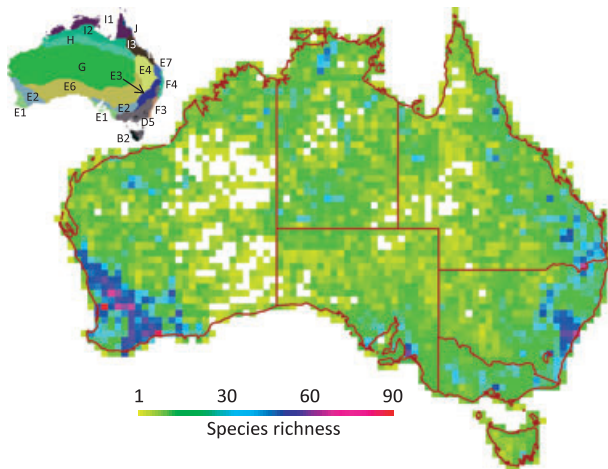 I1
I2
J
H
I3
E7
G
E3
E4
F4
E6
E2
E1
E2
E1
F3
D5
B2
1 30 60 90
Species richness